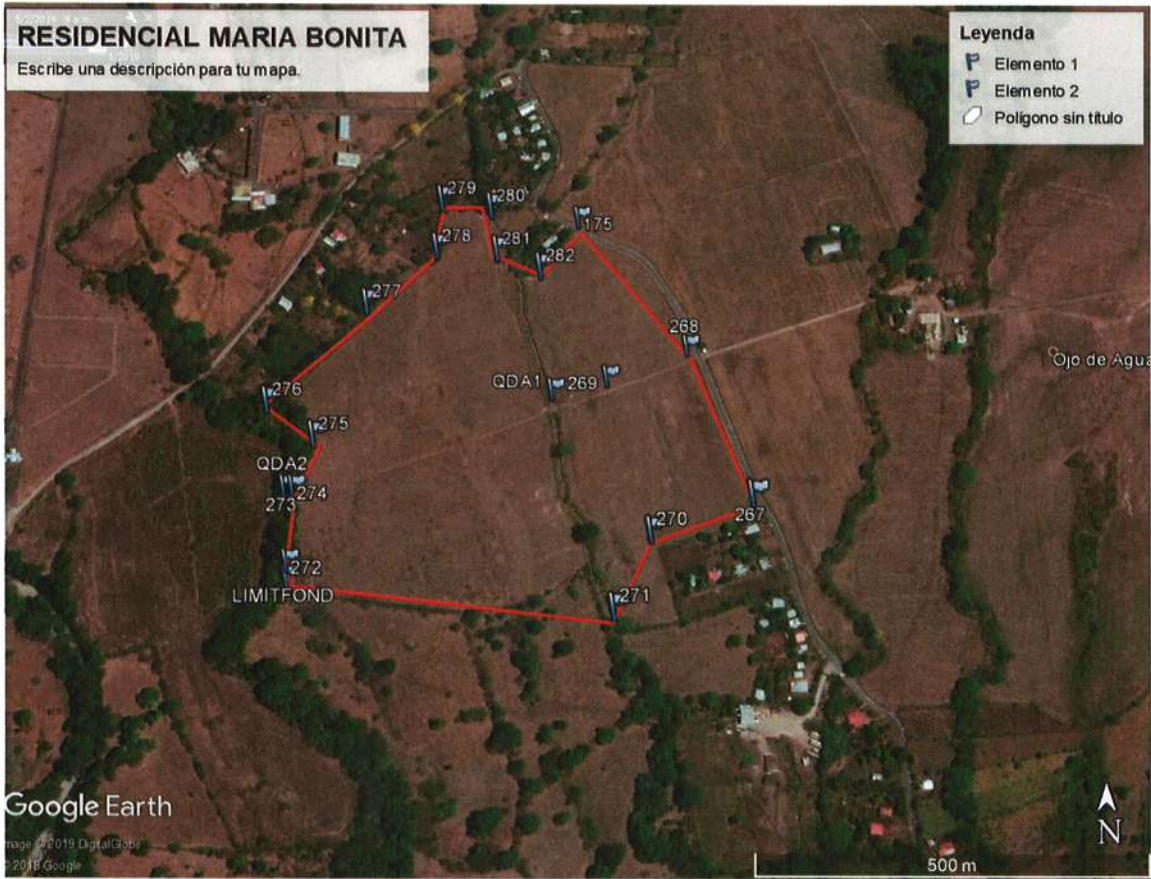 RESIDENCIAL MARIA BONITA
Escribe una descripción para tu mapa.
Leyenda
Elemento 1
Elemento 2
Polígono sin título
279
280
175
278
281
282
277
268
Ojo de Agua
QDA1
269
276
275
QDA2
274
273
267
270
272
271
LIMITFOND
Google Earth
N
mage © 2019 DigitalGlobe
2018 Google
500 m